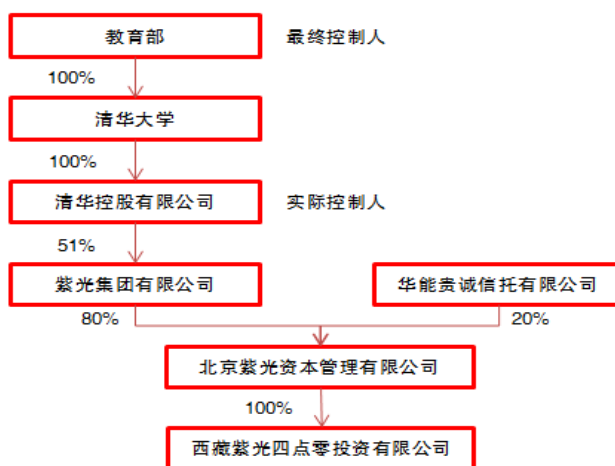 教育部 最终控制人
100%
清华大学
100%
清华控股有限公司 实际控制人
51%
紫光集团有限公司 华能贵诚信托有限公司
80% 20%
北京紫光资本管理有限公司
100%
西藏紫光四点零投资有限公司